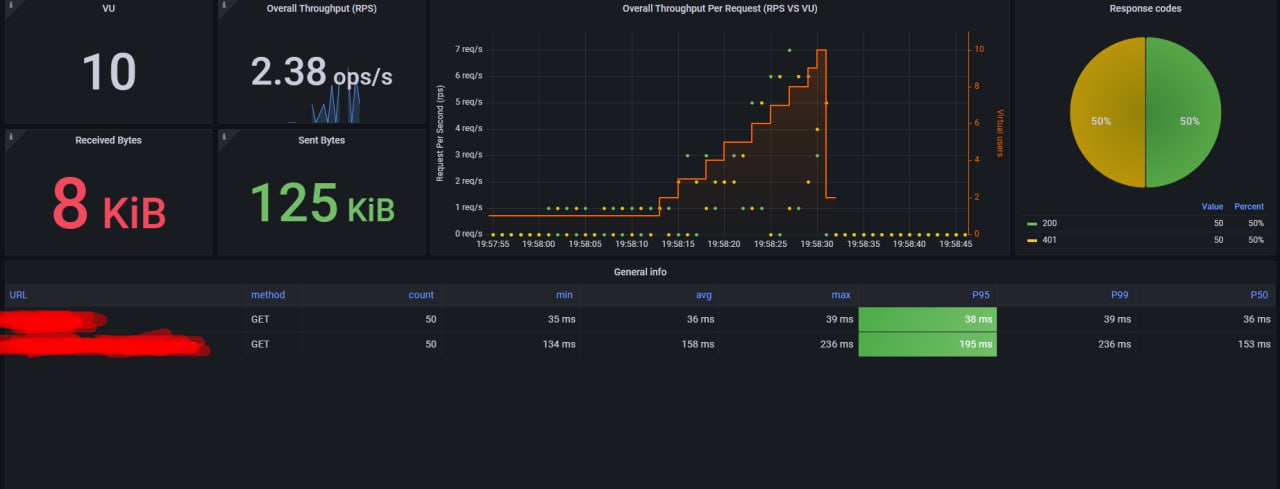 VU
10
Overall Throughput (RPS)
2.38 ops/s
Received Bytes
8 KiB
Sent Bytes
125 KiB
Overall Throughput Per Request (RPS VS VU)
Request Per Second (rps)
7 req/s
6 req/s
5 req/s
4 req/s
3 req/s
2 req/s
1 req/s
0 req/s
10
8
6
4
2
0
Virtual users
19:57:55 19:58:00 19:58:05 19:58:10 19:58:15 19:58:20 19:58:25 19:58:30 19:58:35 19:58:40 19:58:45
Response codes
50% 50%
Value Percent
200 50 50%
401 50 50%
General info
URL method count min avg max P95 P99 P50
GET 50 35 ms 36 ms 39 ms 38 ms 39 ms 36 ms
GET 50 134 ms 158 ms 236 ms 195 ms 236 ms 153 ms